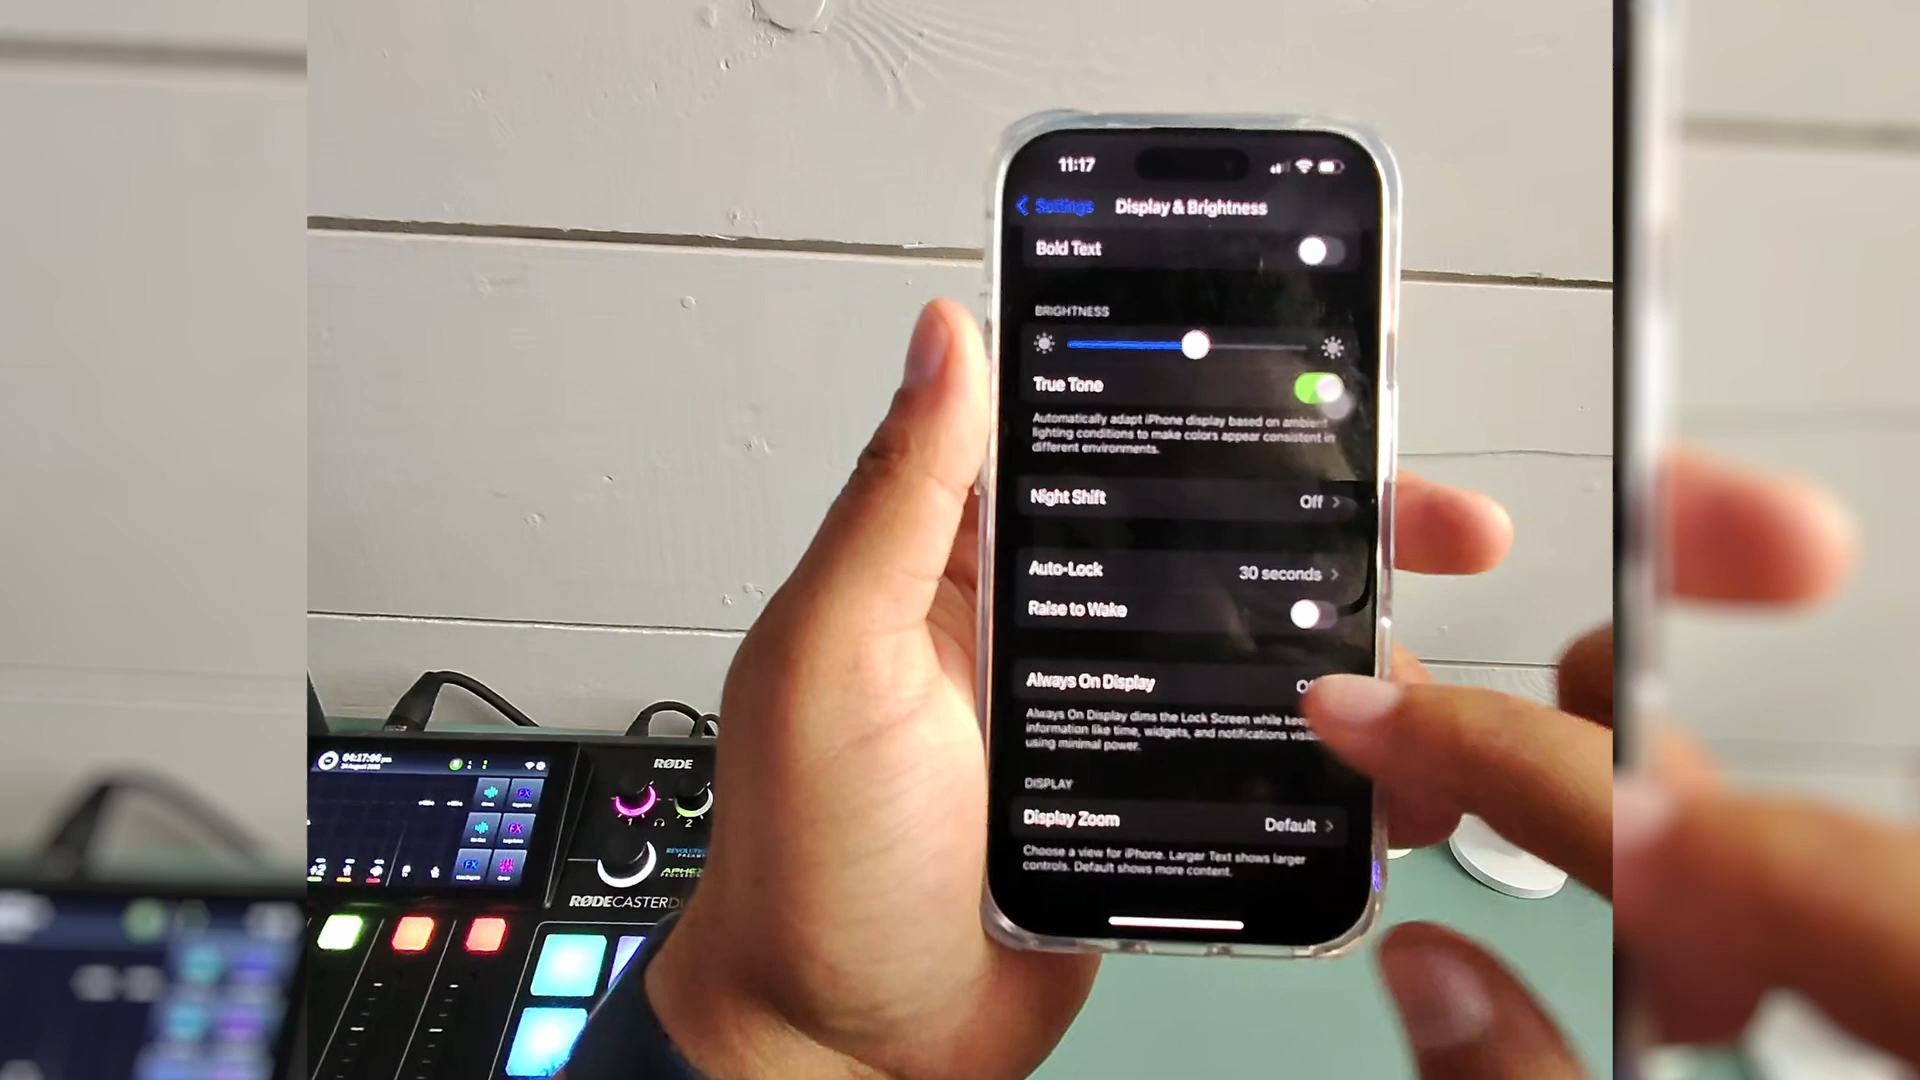 11:17
Settings
Display & Brightness
Bold Text
BRIGHTNESS
True Tone
Automatically adapt iPhone display based on ambient
lighting conditions to make colors appear consistent in
different environments.
Night Shift
Off
Auto-Lock
30 seconds
Raise to Wake
Always On Display
Always On Display dims the Lock Screen while
information like time, widgets, and notifications
using minimal power.
DISPLAY
Display Zoom
Default
Choose a view for iPhone. Larger Text shows larger
controls. Default shows more content.
RØDE
1
2
RØDECASTER